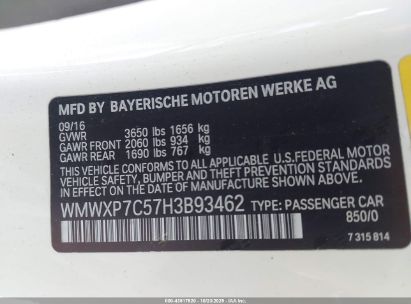 MFD BY BAYERISCHE MOTOREN WERKE AG
09/16
GVWR 3650 lbs 1656 kg
GAWR FRONT 2060 lbs 934 kg
GAWR REAR 1690 lbs 767 kg
THIS VEHICLE CONFORMS TO ALL APPLICABLE U.S.FEDERAL MOTOR
VEHICLE SAFETY, BUMPER AND THEFT PREVENTION STANDARDS
IN EFFECT ON THE DATE OF MANUFACTURE SHOWN ABOVE.
WMWXP7C57H3B93462 TYPE: PASSENGER CAR
850/0
7 315 814